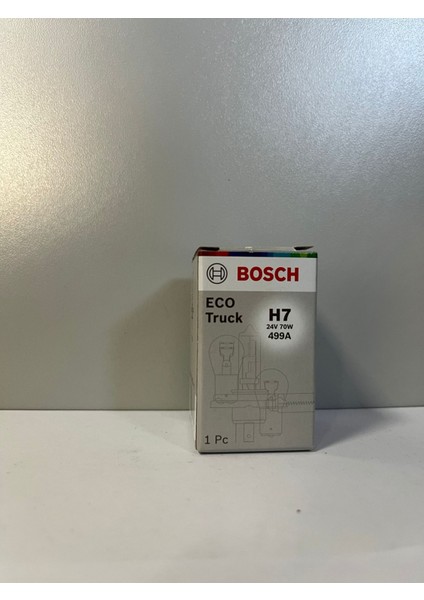 BOSCH
ECO
Truck
H7
24V 70W
499A
1 Pc